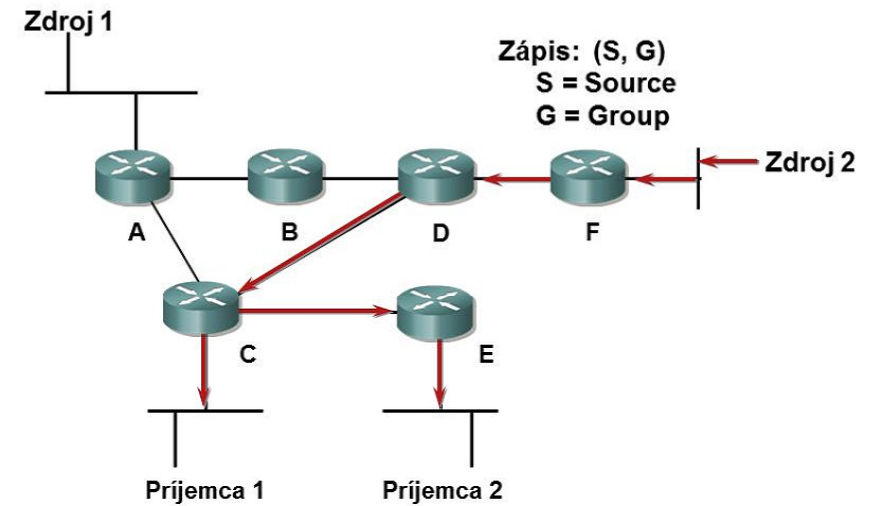 Zdroj 1
Zápis: (S, G)
S = Source
G = Group
Zdroj 2
A
B
D
F
C
E
Príjemca 1
Príjemca 2